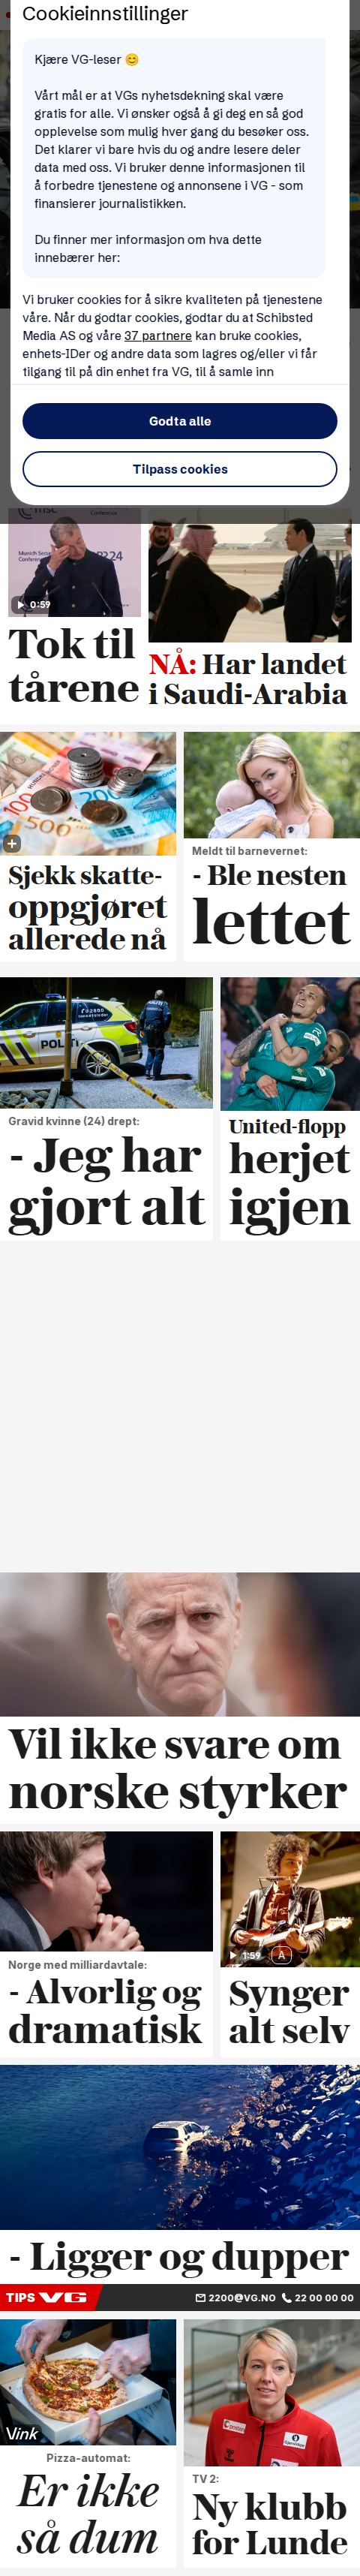 Cookieinnstillinger
Kjære VG-leser 😊
Vårt mål er at VGs nyhetsdekning skal være
gratis for alle. Vi ønsker også å gi deg en så god
opplevelse som mulig hver gang du besøker oss.
Det klarer vi bare hvis du og andre lesere deler
data med oss. Vi bruker denne informasjonen til
å forbedre tjenestene og annonsene i VG - som
finansierer journalistikken.
Du finner mer informasjon om hva dette
innebærer her:
Vi bruker cookies for å sikre kvaliteten på tjenestene
våre. Når du godtar cookies, godtar du at Schibsted
Media AS og våre 37 partnere kan bruke cookies,
enhets-IDer og andre data som lagres og/eller vi får
tilgang til på din enhet fra VG, til å samle inn
Godta alle
Tilpass cookies
msc
Conference
Munich Security
Conference
24
0:59
Tok til
tårene
NÅ: Har landet
i Saudi-Arabia
Sjekk skatte-
oppgjøret
allerede nå
Meldt til barnevernet:
- Ble nesten
lettet
POLITI
Gravid kvinne (24) drept:
- Jeg har
gjort alt
United-flopp
herjet
igjen
Vil ikke svare om
norske styrker
Norge med milliardavtale:
- Alvorlig og
dramatisk
1:59
A
Synger
alt selv
- Ligger og dupper
TIPS VG
2200@VG.NO
22 00 00 00
Vink
Pizza-automat:
Er ikke
så dum
posten
TV 2:
Ny klubb
for Lunde